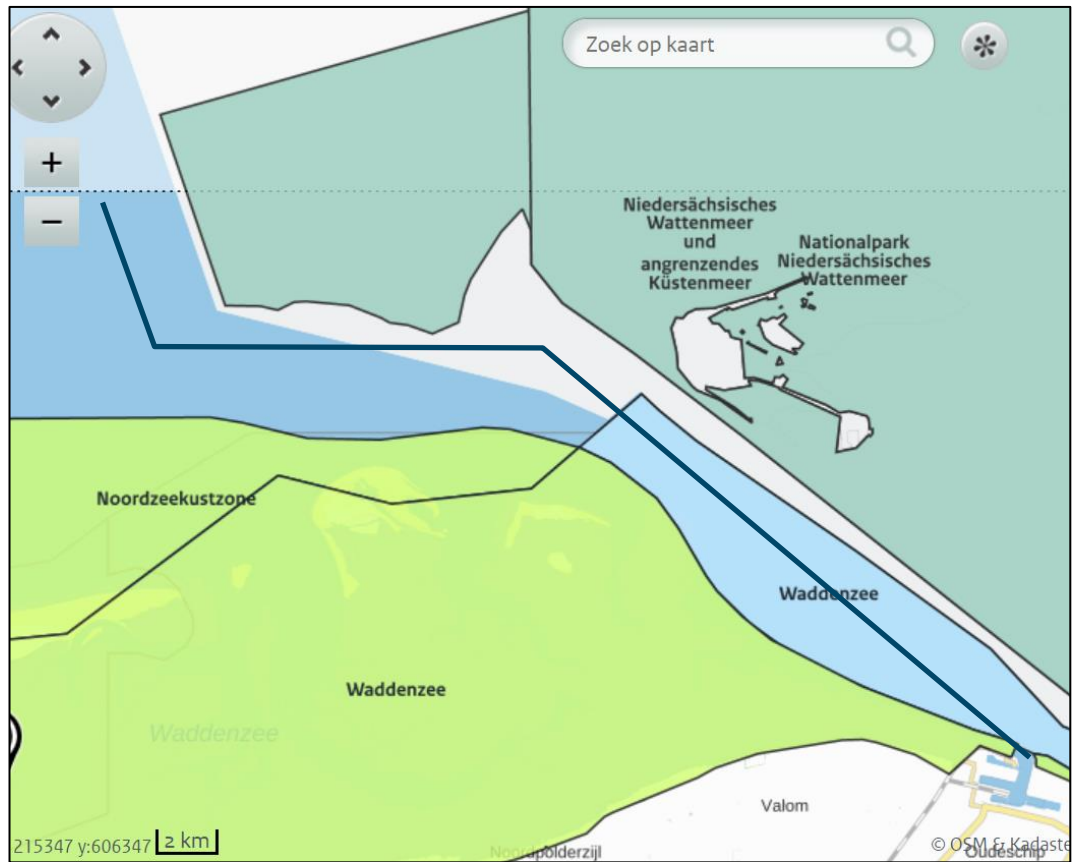 Zoek op kaart
+
−
Niedersächsisches
Wattenmeer
und
angrenzendes
Küstenmeer
Nationalpark
Niedersächsisches
Wattenmeer
Noordzeekustzone
Waddenzee
Waddenzee
Waddenzee
Valom
215347 y:606347
2 km
Noordpolderzijl
© OSM & Kadaste
Oudeschip